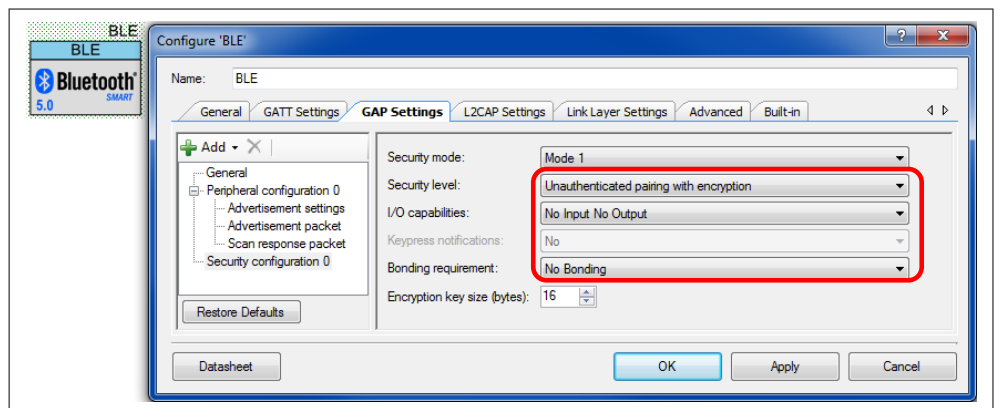 BLE
BLE
Bluetooth®
SMART
5.0
Configure 'BLE'
Name: BLE
General GATT Settings GAP Settings L2CAP Settings Link Layer Settings Advanced Built-in
Add
General
Peripheral configuration 0
Advertisement settings
Advertisement packet
Scan response packet
Security configuration 0
Restore Defaults
Security mode: Mode 1
Security level: Unauthenticated pairing with encryption
I/O capabilities: No Input No Output
Keypress notifications: No
Bonding requirement: No Bonding
Encryption key size (bytes): 16
Datasheet OK Apply Cancel